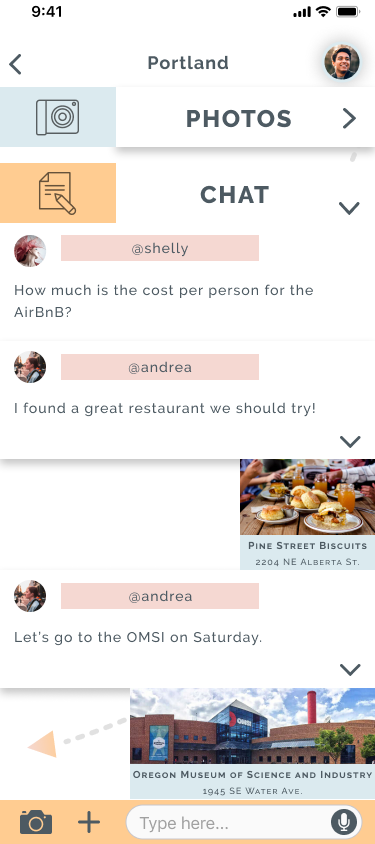 9:41
Portland
PHOTOS
CHAT
@shelly
How much is the cost per person for the
AirBnB?
@andrea
I found a great restaurant we should try!
Pine Street Biscuits
2204 NE Alberta St.
@andrea
Let's go to the OMSI on Saturday.
OMSI
Oregon Museum of Science and Industry
1945 SE Water Ave.
Type here...